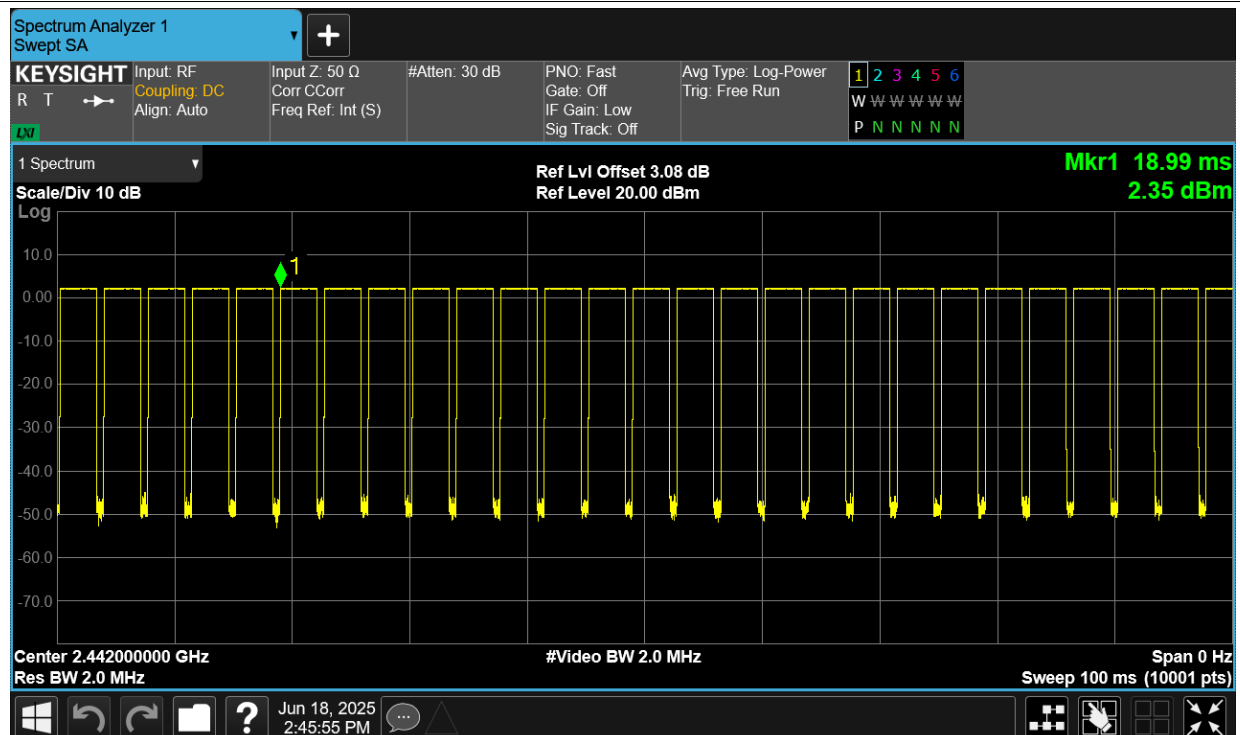 Spectrum Analyzer 1
Swept SA
KEYSIGHT
R T
LXI
Input: RF
Coupling: DC
Align: Auto
Input Z: 50 Ω
Corr CCorr
Freq Ref: Int (S)
#Atten: 30 dB
PNO: Fast
Gate: Off
IF Gain: Low
Sig Track: Off
Avg Type: Log-Power
Trig: Free Run
1 2 3 4 5 6
W W W W W W
P N N N N N
1 Spectrum
Scale/Div 10 dB
Ref Lvl Offset 3.08 dB
Ref Level 20.00 dBm
Mkr1 18.99 ms
2.35 dBm
Log
10.0
0.00
-10.0
-20.0
-30.0
-40.0
-50.0
-60.0
-70.0
1
Center 2.442000000 GHz
Res BW 2.0 MHz
#Video BW 2.0 MHz
Span 0 Hz
Sweep 100 ms (10001 pts)
?
Jun 18, 2025
2:45:55 PM